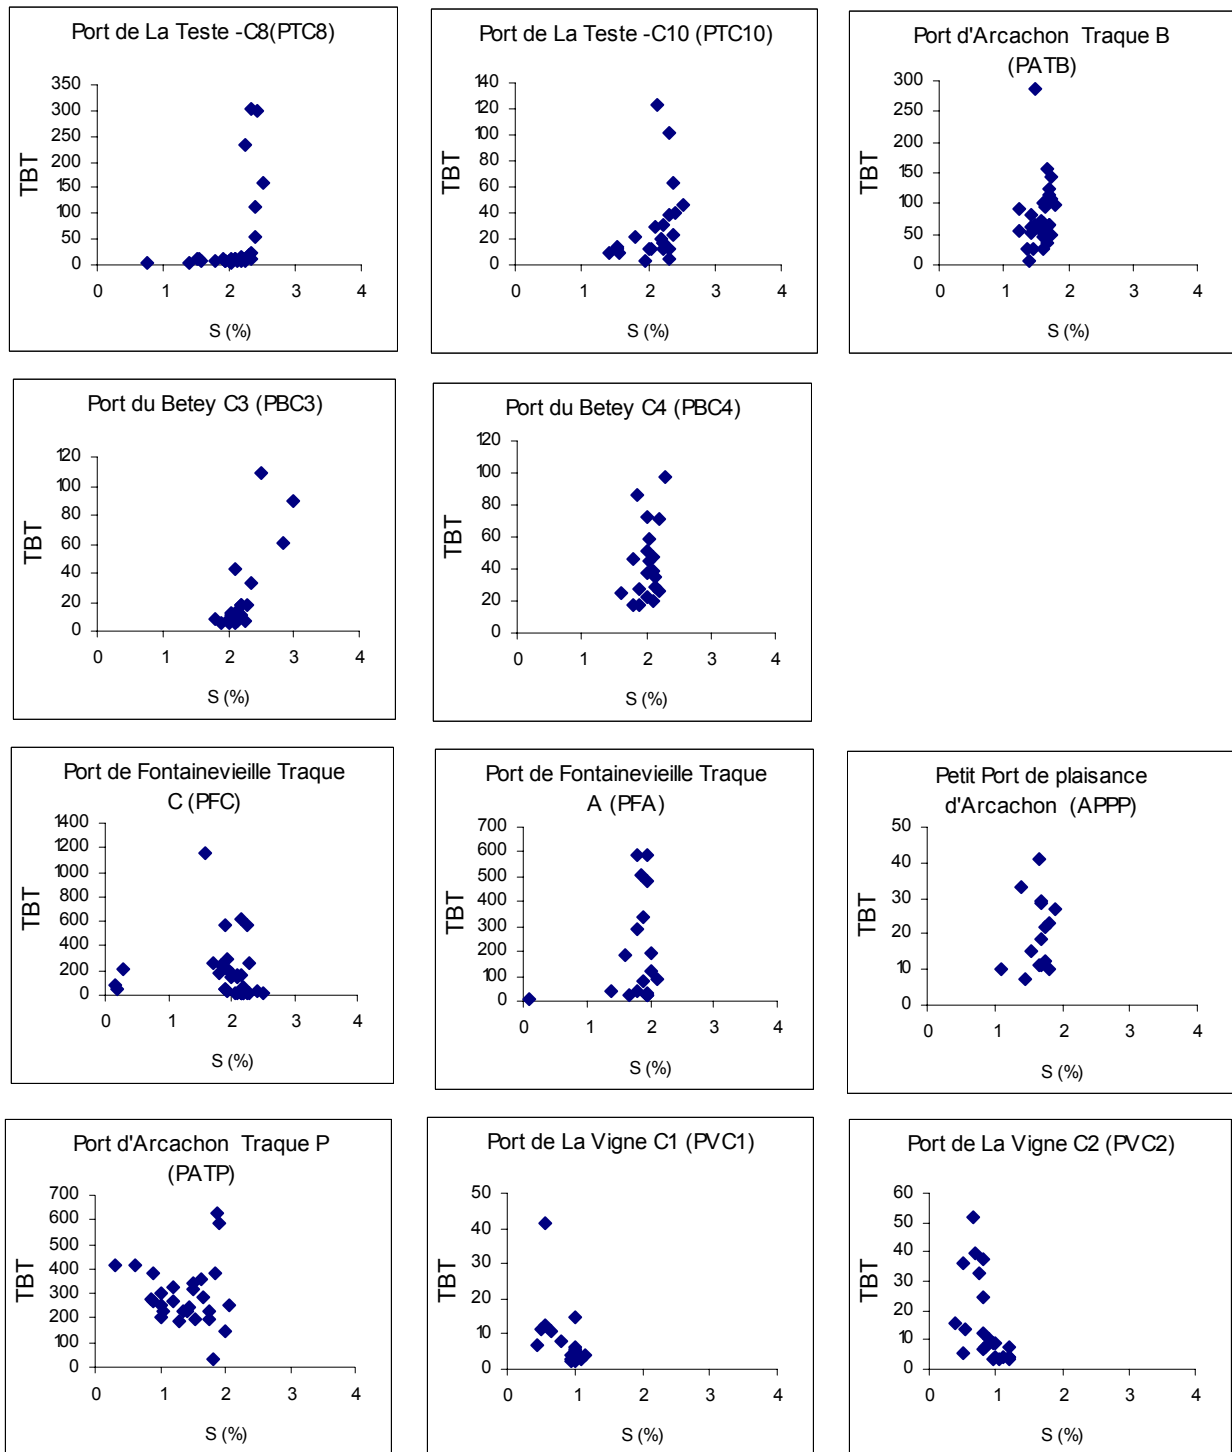 Port de La Teste -C8(PTC8)
350
300
250
200
150
100
50
0
TBT
0 1 2 3 4
S (%)
Port de La Teste -C10 (PTC10)
140
120
100
80
60
40
20
0
TBT
0 1 2 3 4
S (%)
Port d'Arcachon Traque B
(PATB)
300
250
200
150
100
50
0
TBT
0 1 2 3 4
S (%)
Port du Betey C3 (PBC3)
120
100
80
60
40
20
0
TBT
0 1 2 3 4
S (%)
Port du Betey C4 (PBC4)
120
100
80
60
40
20
0
TBT
0 1 2 3 4
S (%)
Port de Fontainevieille Traque
C (PFC)
1400
1200
1000
800
600
400
200
0
TBT
0 1 2 3 4
S (%)
Port de Fontainevieille Traque
A (PFA)
700
600
500
400
300
200
100
0
TBT
0 1 2 3 4
S (%)
Petit Port de plaisance
d'Arcachon (APPP)
50
40
30
20
10
0
TBT
0 1 2 3 4
S (%)
Port d'Arcachon Traque P
(PATP)
700
600
500
400
300
200
100
0
TBT
0 1 2 3 4
S (%)
Port de La Vigne C1 (PVC1)
50
40
30
20
10
0
TBT
0 1 2 3 4
S (%)
Port de La Vigne C2 (PVC2)
60
50
40
30
20
10
0
TBT
0 1 2 3 4
S (%)